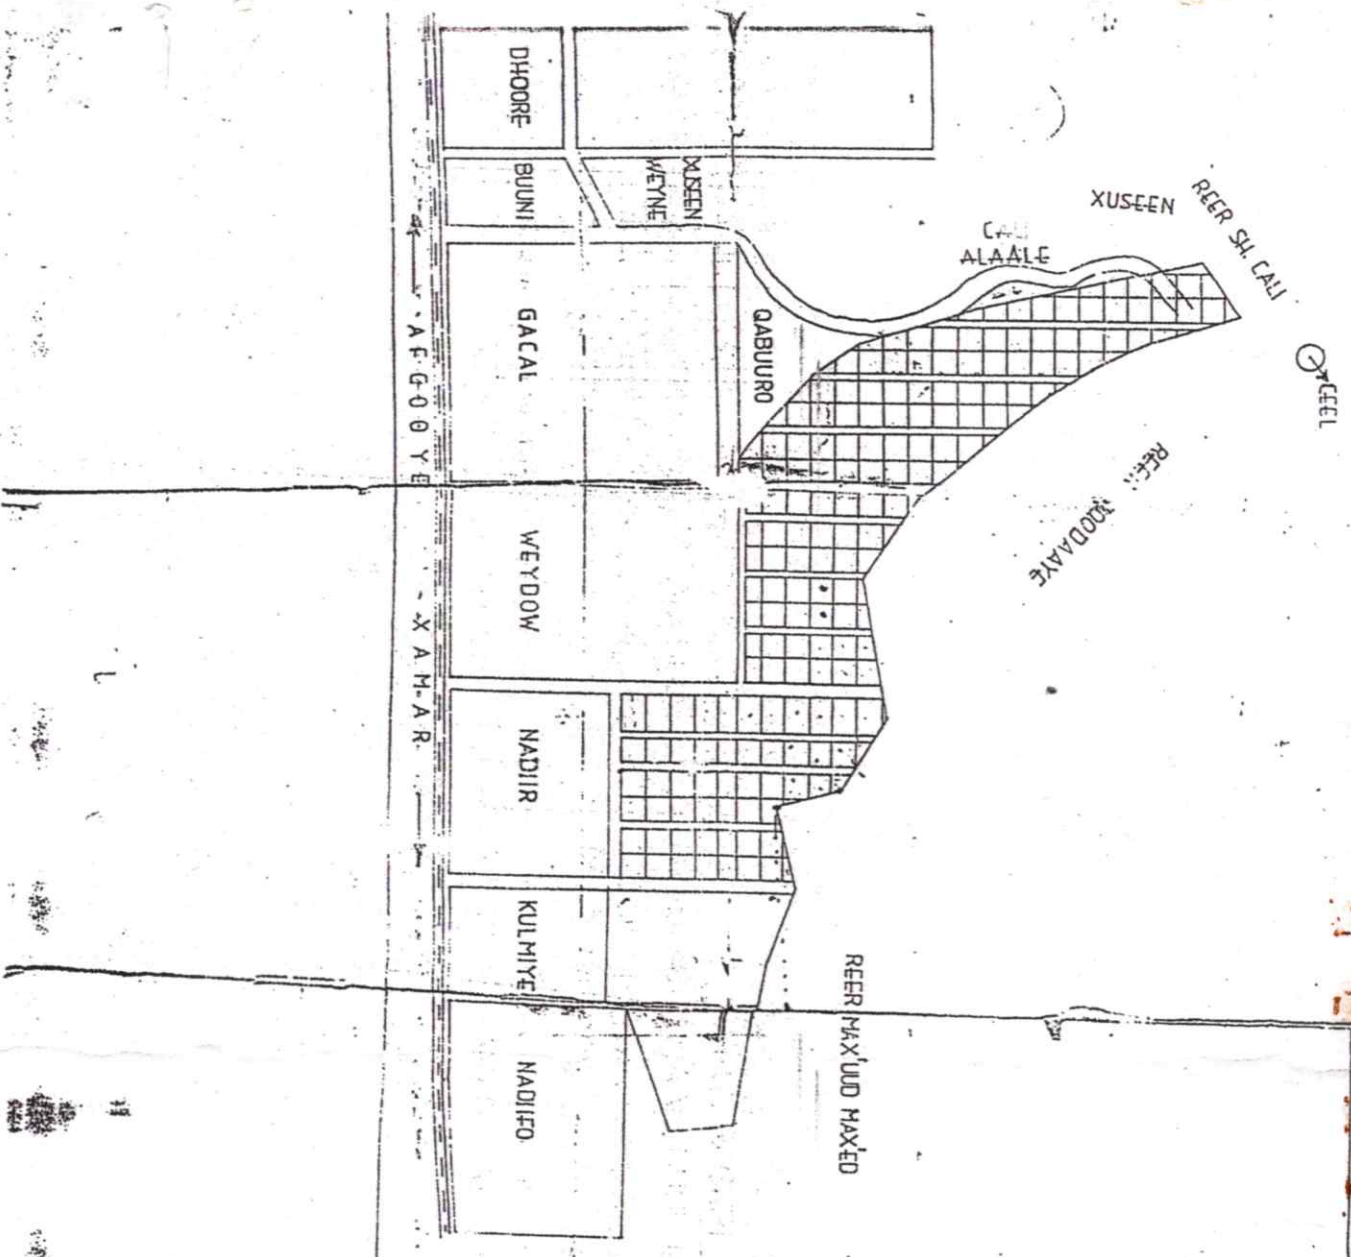 DHOORE
BUUNI
XUSEEN
WEYNE
XUSEEN
REER SH. CALI
ALAALE
CEEL
GACAL
QABUURO
AFGOOYE
WEYDOW
XAMAR
NADIIR
KULMIYE
REER MAX'UUD MAX'ED
NADIIFO